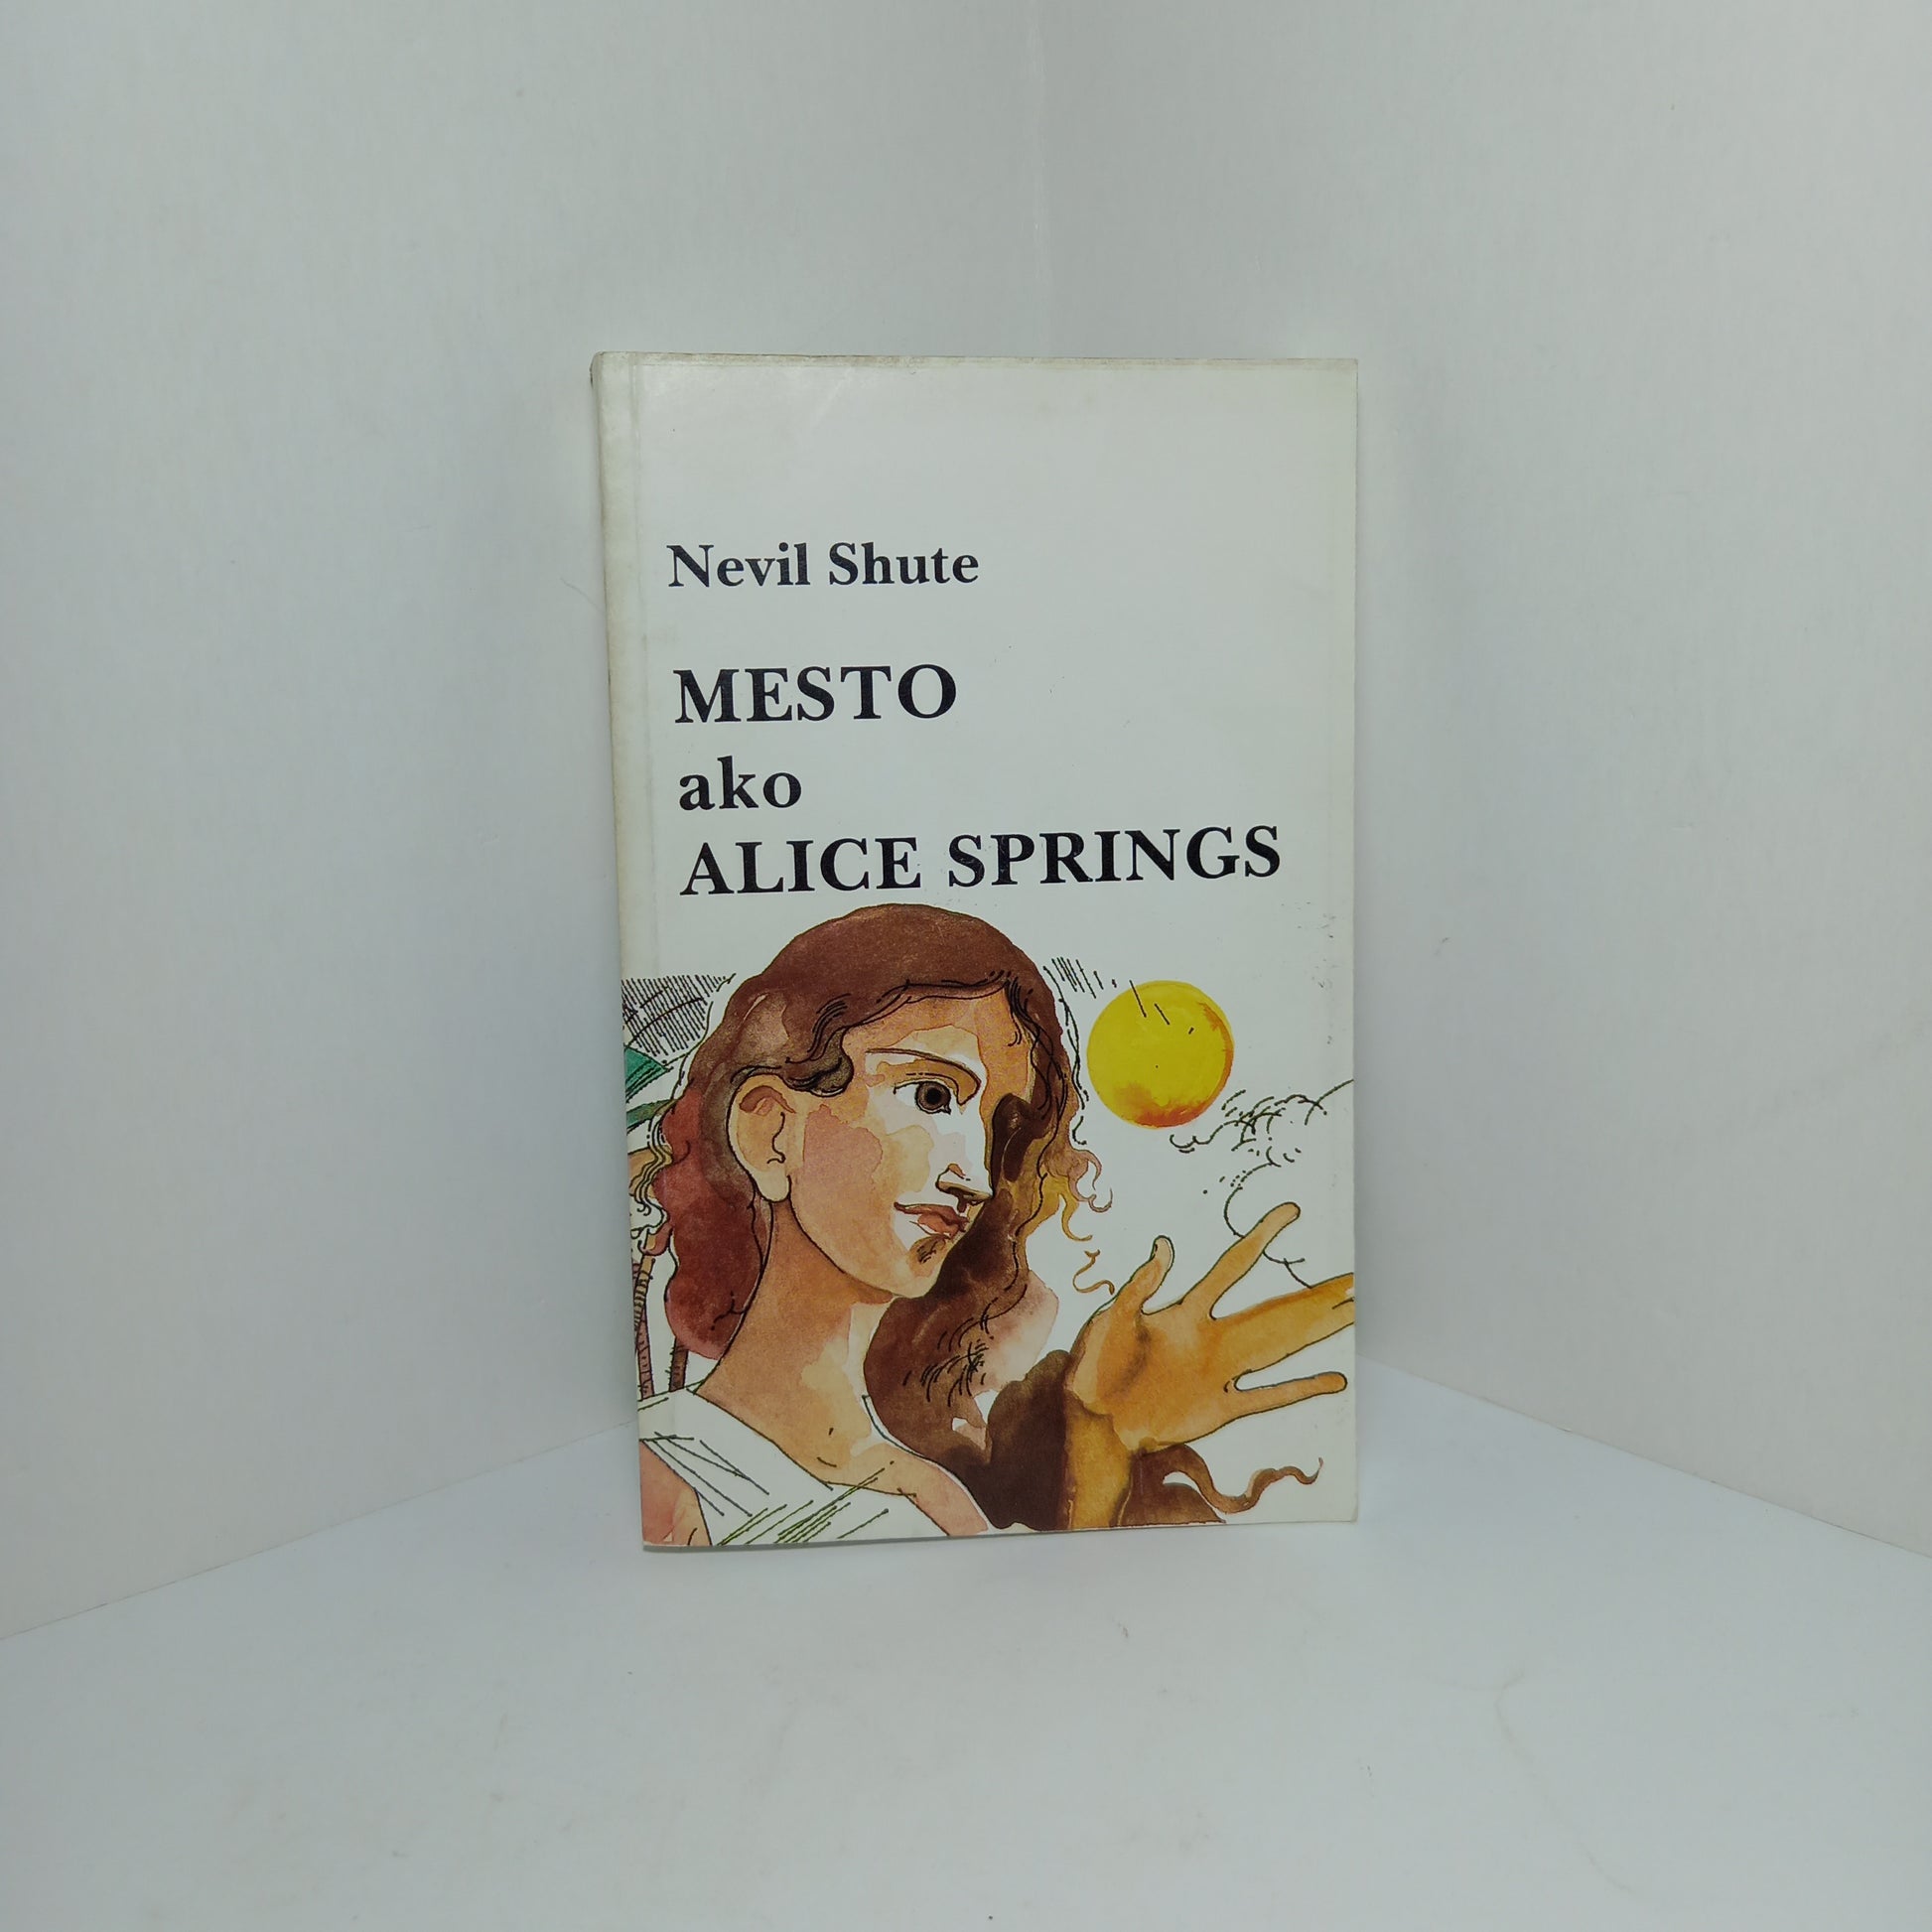 Nevil Shute
MESTO
ako
ALICE SPRINGS